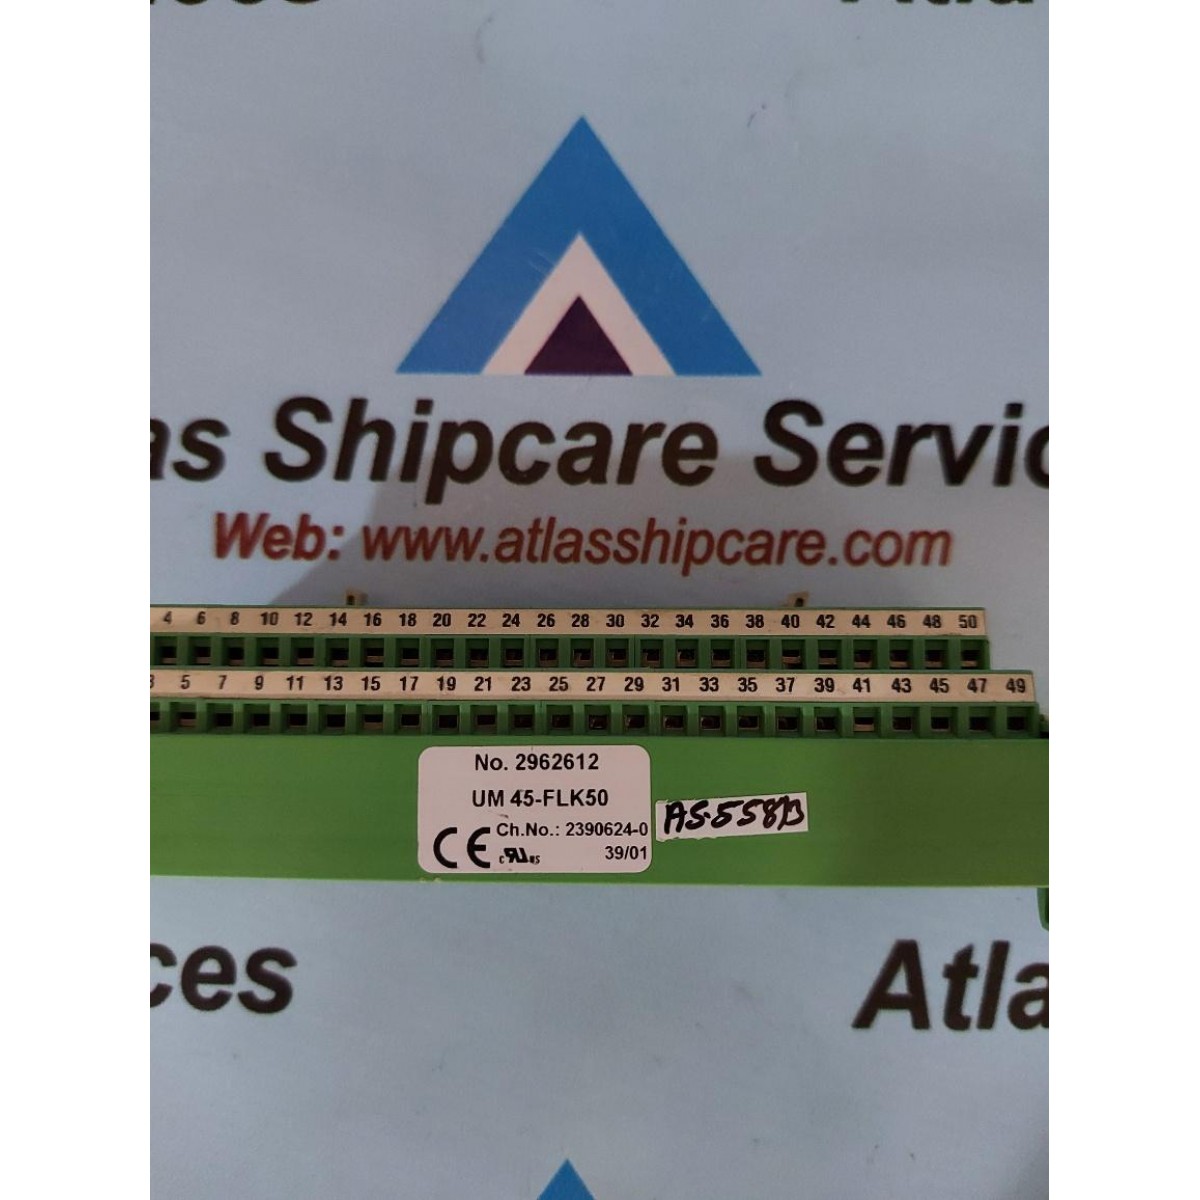 as Shipcare Servic
Web: www.atlasshipcare.com
4 6 8 10 12 14 16 18 20 22 24 26 28 30 32 34 36 38 40 42 44 46 48 50
3 5 7 9 11 13 15 17 19 21 23 25 27 29 31 33 35 37 39 41 43 45 47 49
No. 2962612
UM 45-FLK50
Ch.No.: 2390624-0
CE 39/01
ces Atla